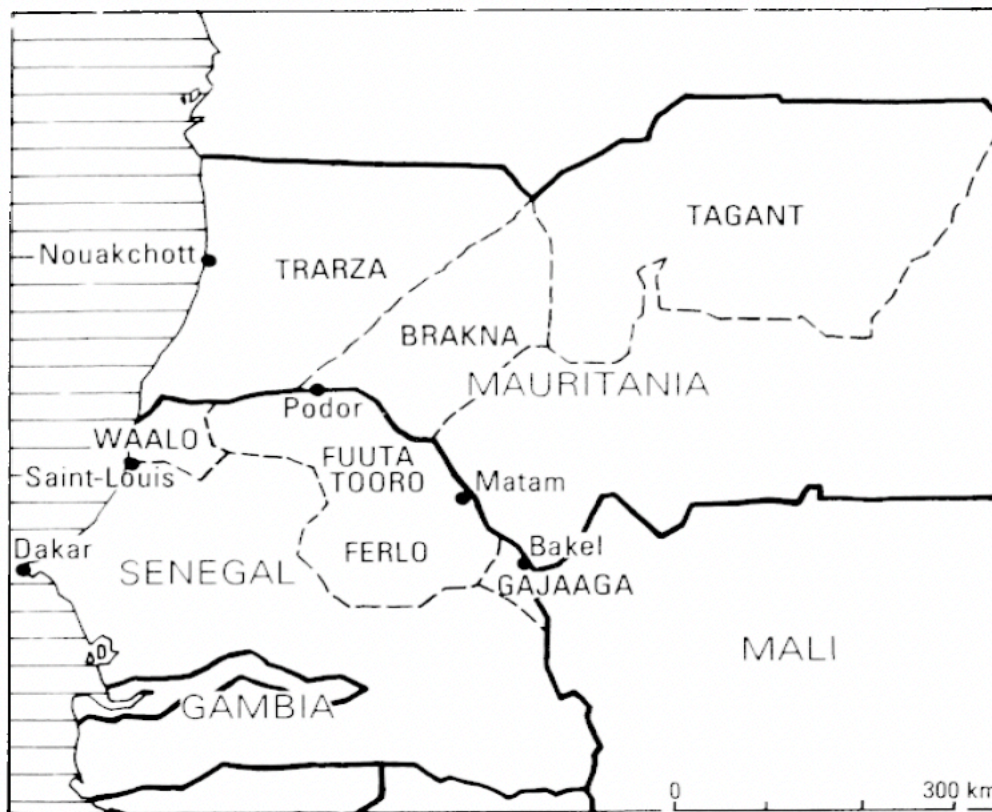 TAGANT
Nouakchott
TRARZA
BRAKNA
MAURITANIA
Podor
WAALO
FUUTA
TOORO
Saint-Louis
Matam
Dakar
SENEGAL
FERLO
Bakel
GAJAAGA
MALI
GAMBIA
0 300 km